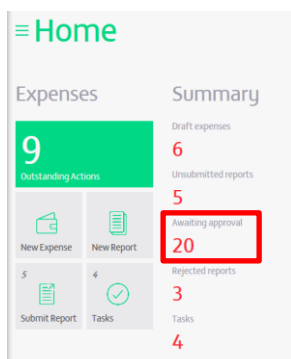 Home
Expenses
9
Outstanding Actions
New Expense
New Report
5
Submit Report
4
Tasks
Summary
Draft expenses
6
Unsubmitted reports
5
Awaiting approval
20
Rejected reports
3
Tasks
4